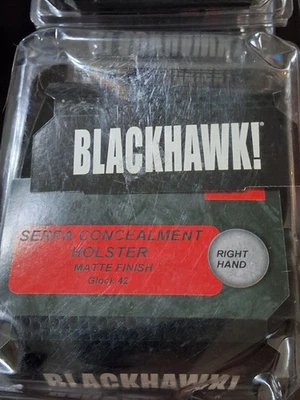 BLACKHAWK!
SERPA CONCEALMENT
HOLSTER
MATTE FINISH
Glock 42
RIGHT
HAND
BLACKHAWK!